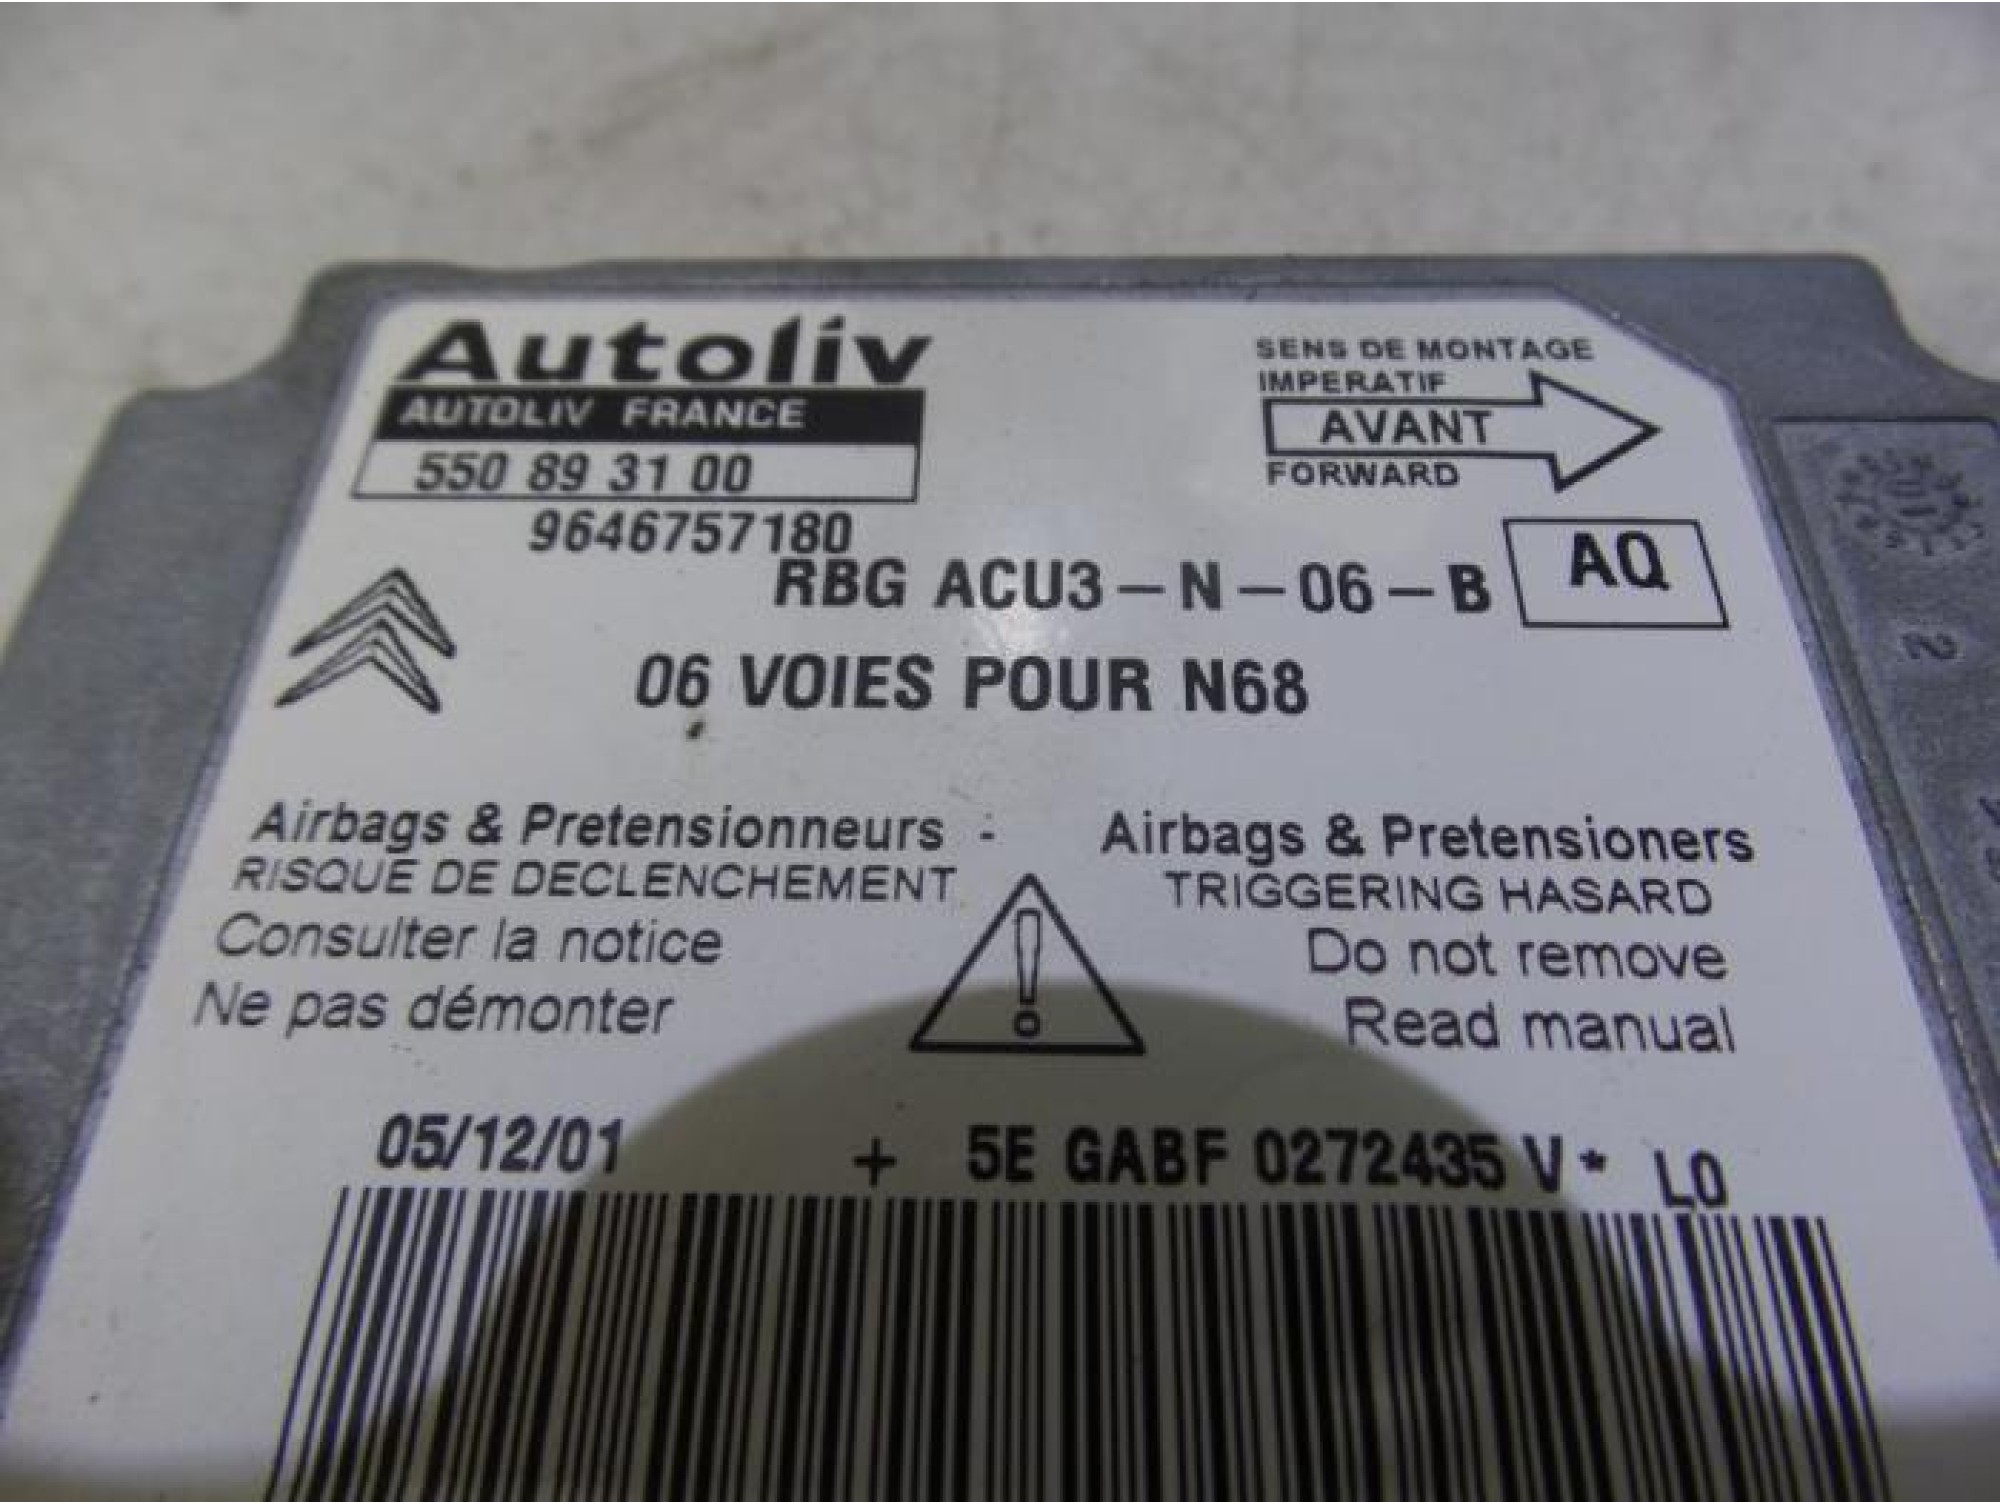 Autoliv
AUTOLIV FRANCE
550 89 31 00
9646757180
SENS DE MONTAGE
IMPERATIF
AVANT
FORWARD
RBG ACU3-N-06-B
AQ
06 VOIES POUR N68
Airbags & Pretensionneurs -
RISQUE DE DECLENCHEMENT
Consulter la notice
Ne pas démonter
Airbags & Pretensioners
TRIGGERING HASARD
Do not remove
Read manual
05/12/01 + 5E GABF 0272435 V* LO
2